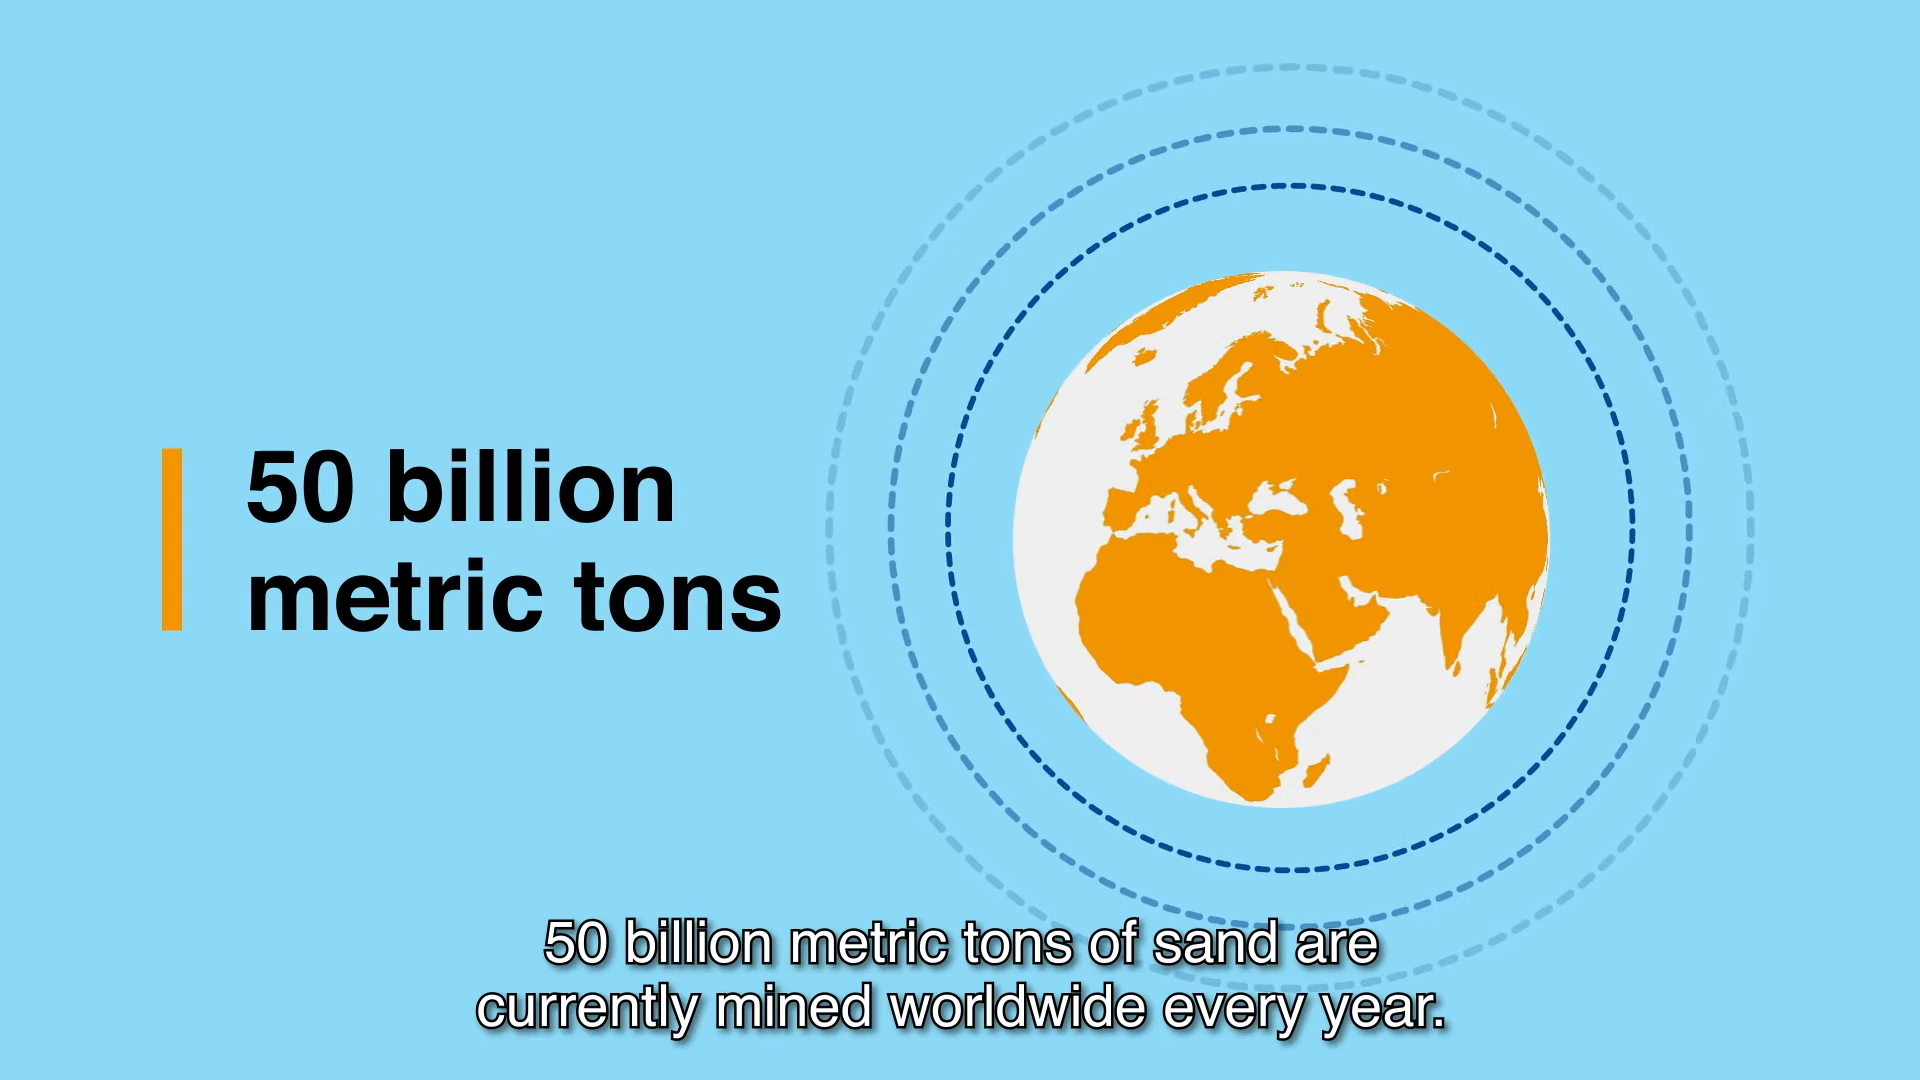 50 billion
metric tons
50 billion metric tons of sand are
currently mined worldwide every year.